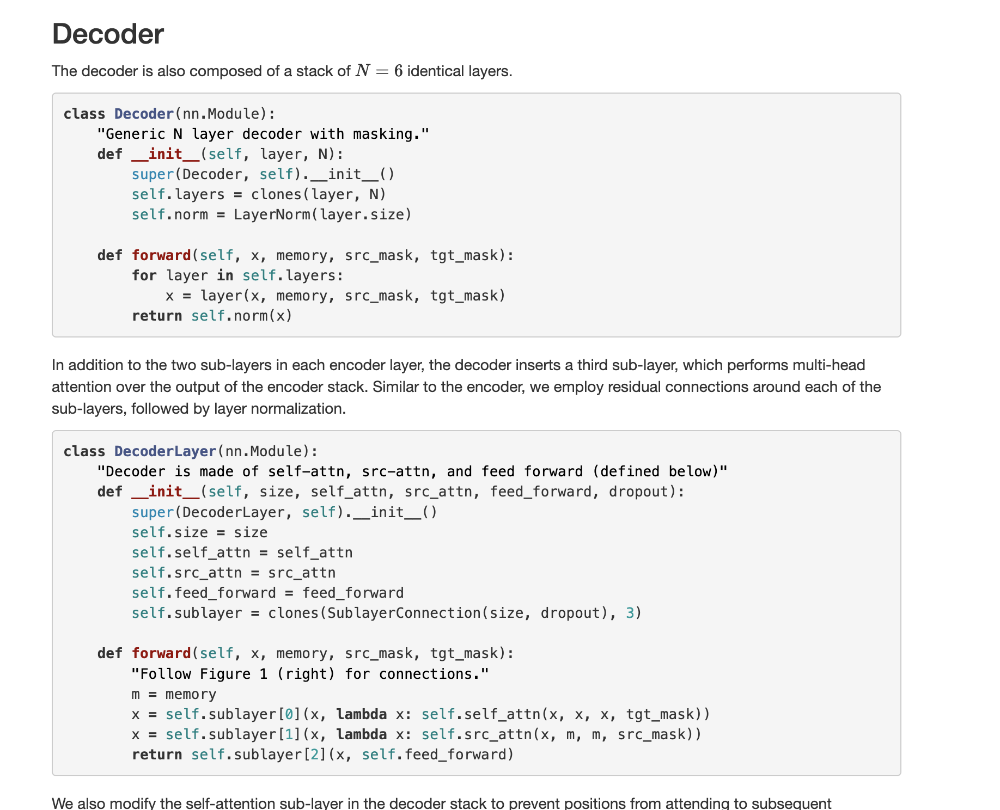 Decoder
The decoder is also composed of a stack of N = 6 identical layers.
class Decoder(nn.Module):
    "Generic N layer decoder with masking."
    def __init__(self, layer, N):
        super(Decoder, self).__init__()
        self.layers = clones(layer, N)
        self.norm = LayerNorm(layer.size)

    def forward(self, x, memory, src_mask, tgt_mask):
        for layer in self.layers:
            x = layer(x, memory, src_mask, tgt_mask)
        return self.norm(x)
In addition to the two sub-layers in each encoder layer, the decoder inserts a third sub-layer, which performs multi-head
attention over the output of the encoder stack. Similar to the encoder, we employ residual connections around each of the
sub-layers, followed by layer normalization.
class DecoderLayer(nn.Module):
    "Decoder is made of self-attn, src-attn, and feed forward (defined below)"
    def __init__(self, size, self_attn, src_attn, feed_forward, dropout):
        super(DecoderLayer, self).__init__()
        self.size = size
        self.self_attn = self_attn
        self.src_attn = src_attn
        self.feed_forward = feed_forward
        self.sublayer = clones(SublayerConnection(size, dropout), 3)

    def forward(self, x, memory, src_mask, tgt_mask):
        "Follow Figure 1 (right) for connections."
        m = memory
        x = self.sublayer[0](x, lambda x: self.self_attn(x, x, x, tgt_mask))
        x = self.sublayer[1](x, lambda x: self.src_attn(x, m, m, src_mask))
        return self.sublayer[2](x, self.feed_forward)
We also modify the self-attention sub-layer in the decoder stack to prevent positions from attending to subsequent